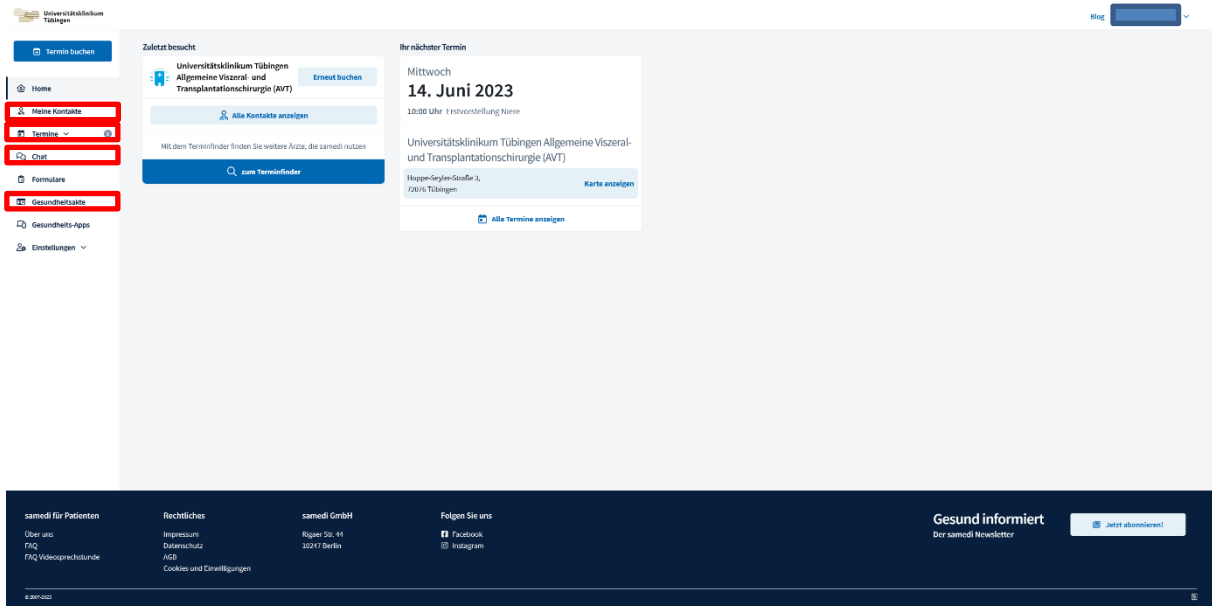 Universitätsklinikum
Tübingen
Blog
Termin buchen
Home
Meine Kontakte
Termine
Chat
Formulare
Gesundheitsakte
Gesundheits-Apps
Einstellungen
Zuletzt besucht
Universitätsklinikum Tübingen
Allgemeine Viszeral- und
Transplantationschirurgie (AVT)
Erneut buchen
Alle Kontakte anzeigen
Mit dem Terminfinder finden Sie weitere Ärzte, die samedi nutzen
zum Terminfinder
Ihr nächster Termin
Mittwoch
14. Juni 2023
10:00 Uhr Erstvorstellung Niere
Universitätsklinikum Tübingen Allgemeine Viszeral-
und Transplantationschirurgie (AVT)
Hoppe-Seyler-Straße 3,
72076 Tübingen
Karte anzeigen
Alle Termine anzeigen
samedi für Patienten
Über uns
FAQ
FAQ Videosprechstunde
Rechtliches
Impressum
Datenschutz
AGB
Cookies und Einwilligungen
samedi GmbH
Rigaer Str. 44
10247 Berlin
Folgen Sie uns
Facebook
Instagram
Gesund informiert
Der samedi Newsletter
Jetzt abonnieren!
© 2007-2023